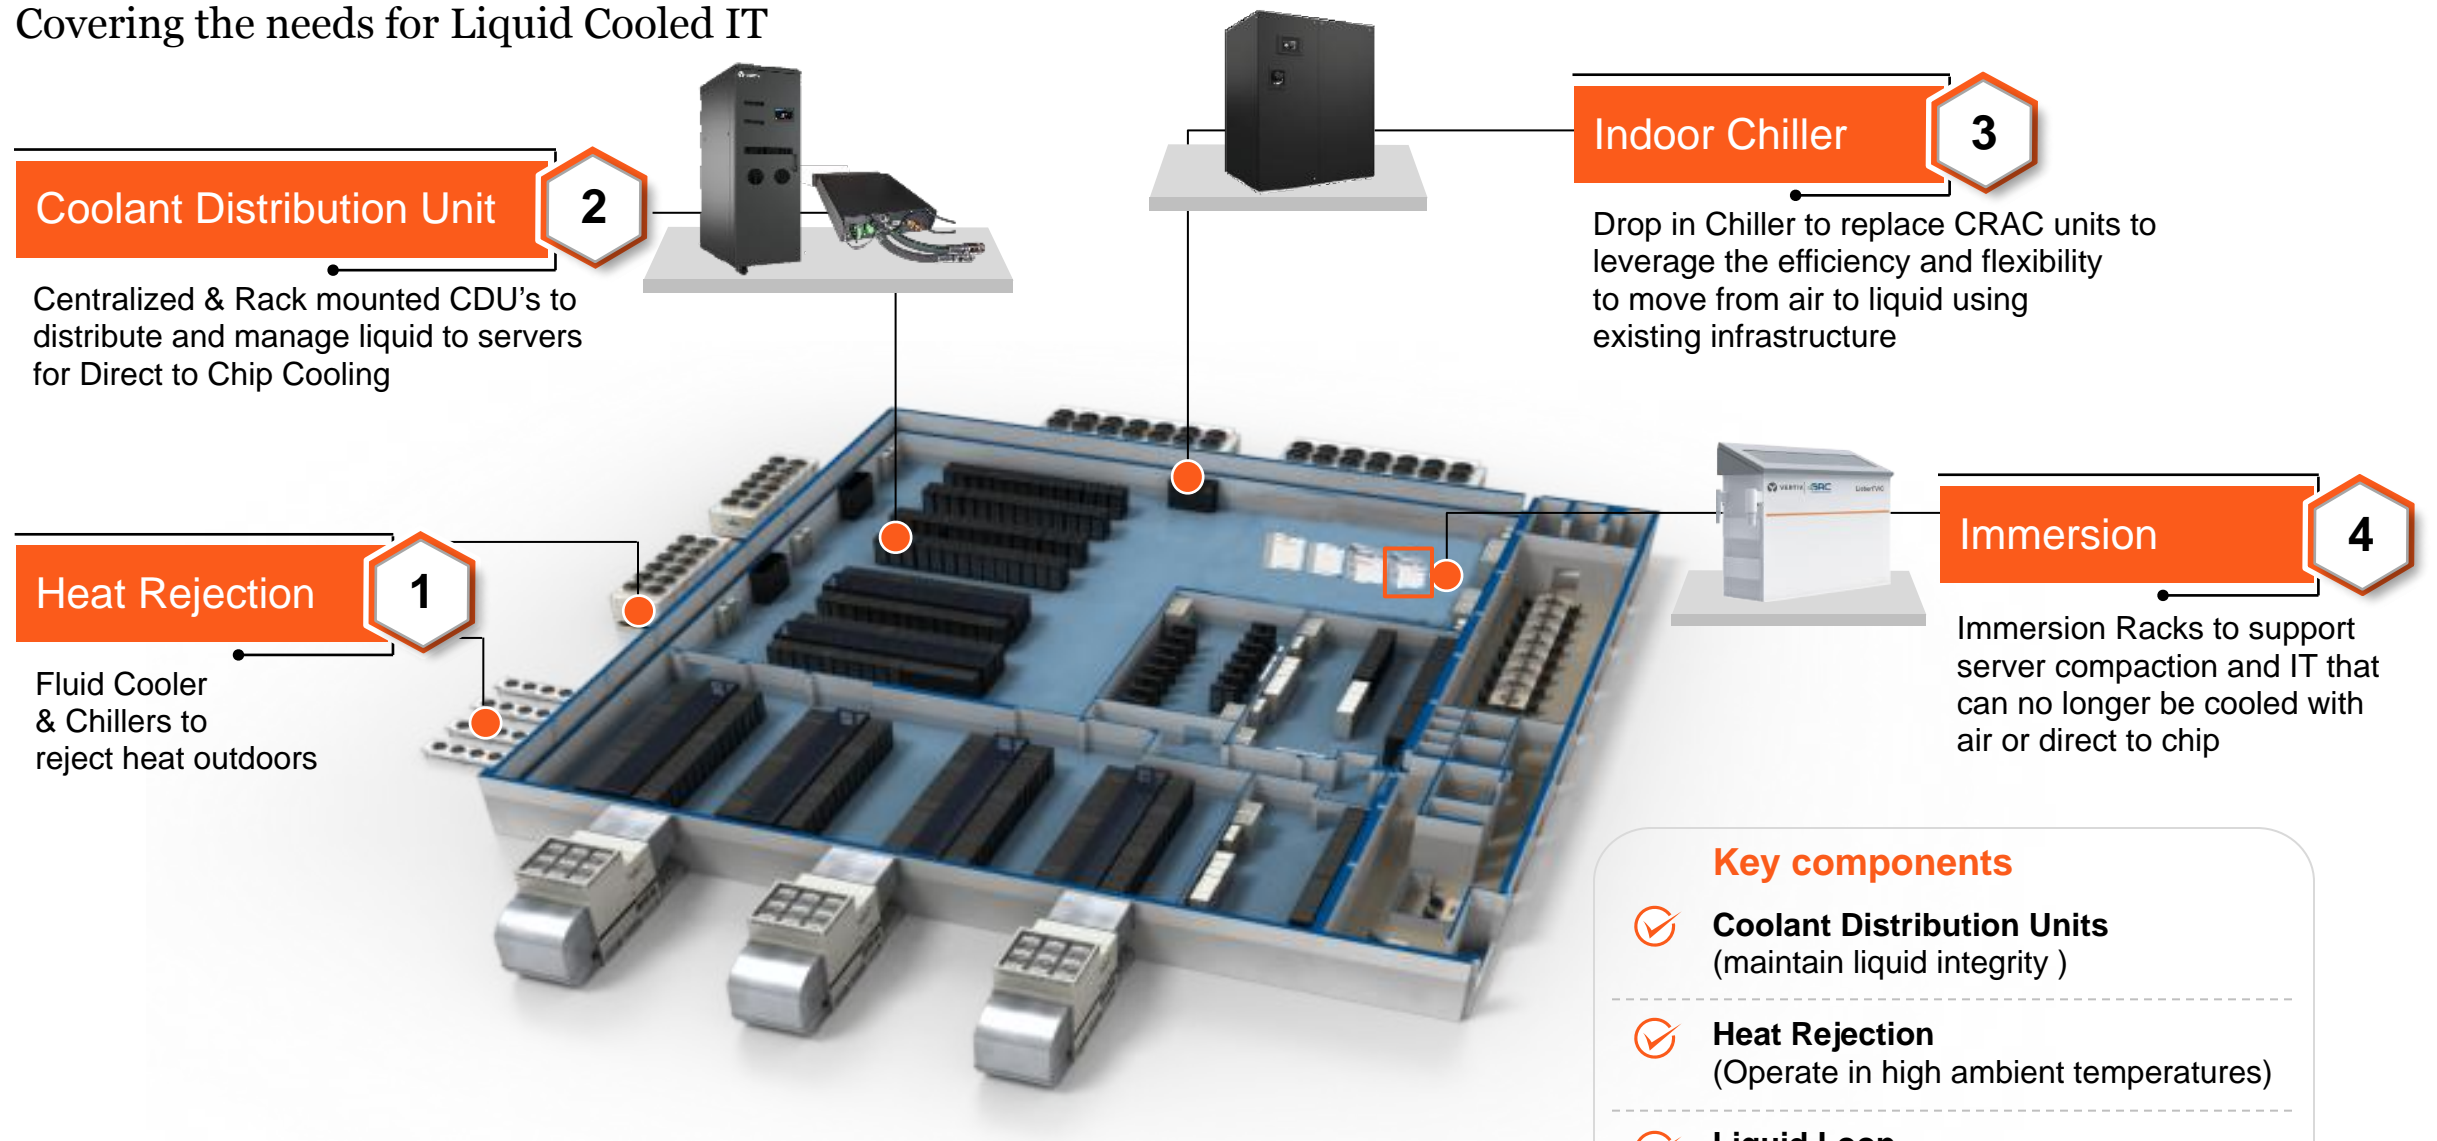 Covering the needs for Liquid Cooled IT
Coolant Distribution Unit
2
Centralized & Rack mounted CDU's to
distribute and manage liquid to servers
for Direct to Chip Cooling
Indoor Chiller
3
Drop in Chiller to replace CRAC units to
leverage the efficiency and flexibility
to move from air to liquid using
existing infrastructure
Heat Rejection
1
Fluid Cooler
& Chillers to
reject heat outdoors
VERTIV
GRC
Immersion
4
Immersion Racks to support
server compaction and IT that
can no longer be cooled with
air or direct to chip
Key components
Coolant Distribution Units
(maintain liquid integrity )
Heat Rejection
(Operate in high ambient temperatures)
Liquid Loop